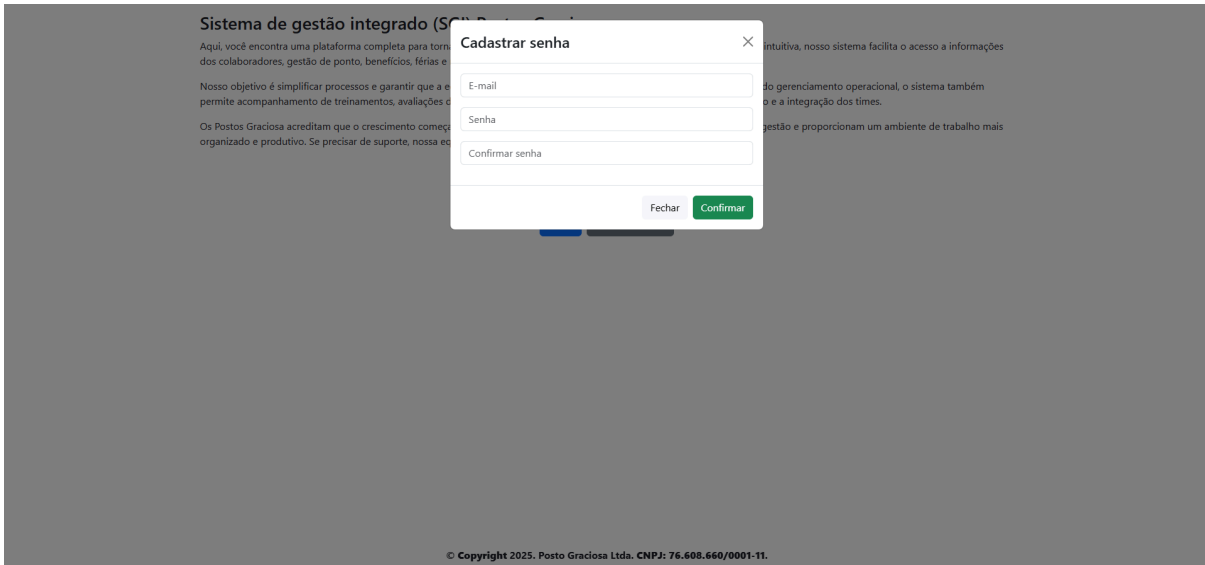 Sistema de gestão integrado (SGI) Postos Graciosa
Cadastrar senha
Aqui, você encontra uma plataforma completa para intuitiva, nosso sistema facilita o acesso a informações
dos colaboradores, gestão de ponto, benefícios, férias e
E-mail
Nosso objetivo é simplificar processos e garantir que a do gerenciamento operacional, o sistema também
permite acompanhamento de treinamentos, avaliações o e a integração dos times.
Senha
Os Postos Graciosa acreditam que o crescimento gestão e proporcionam um ambiente de trabalho mais
organizado e produtivo. Se precisar de suporte, nossa
Confirmar senha
Fechar
Confirmar
© Copyright 2025. Posto Graciosa Ltda. CNPJ: 76.608.660/0001-11.